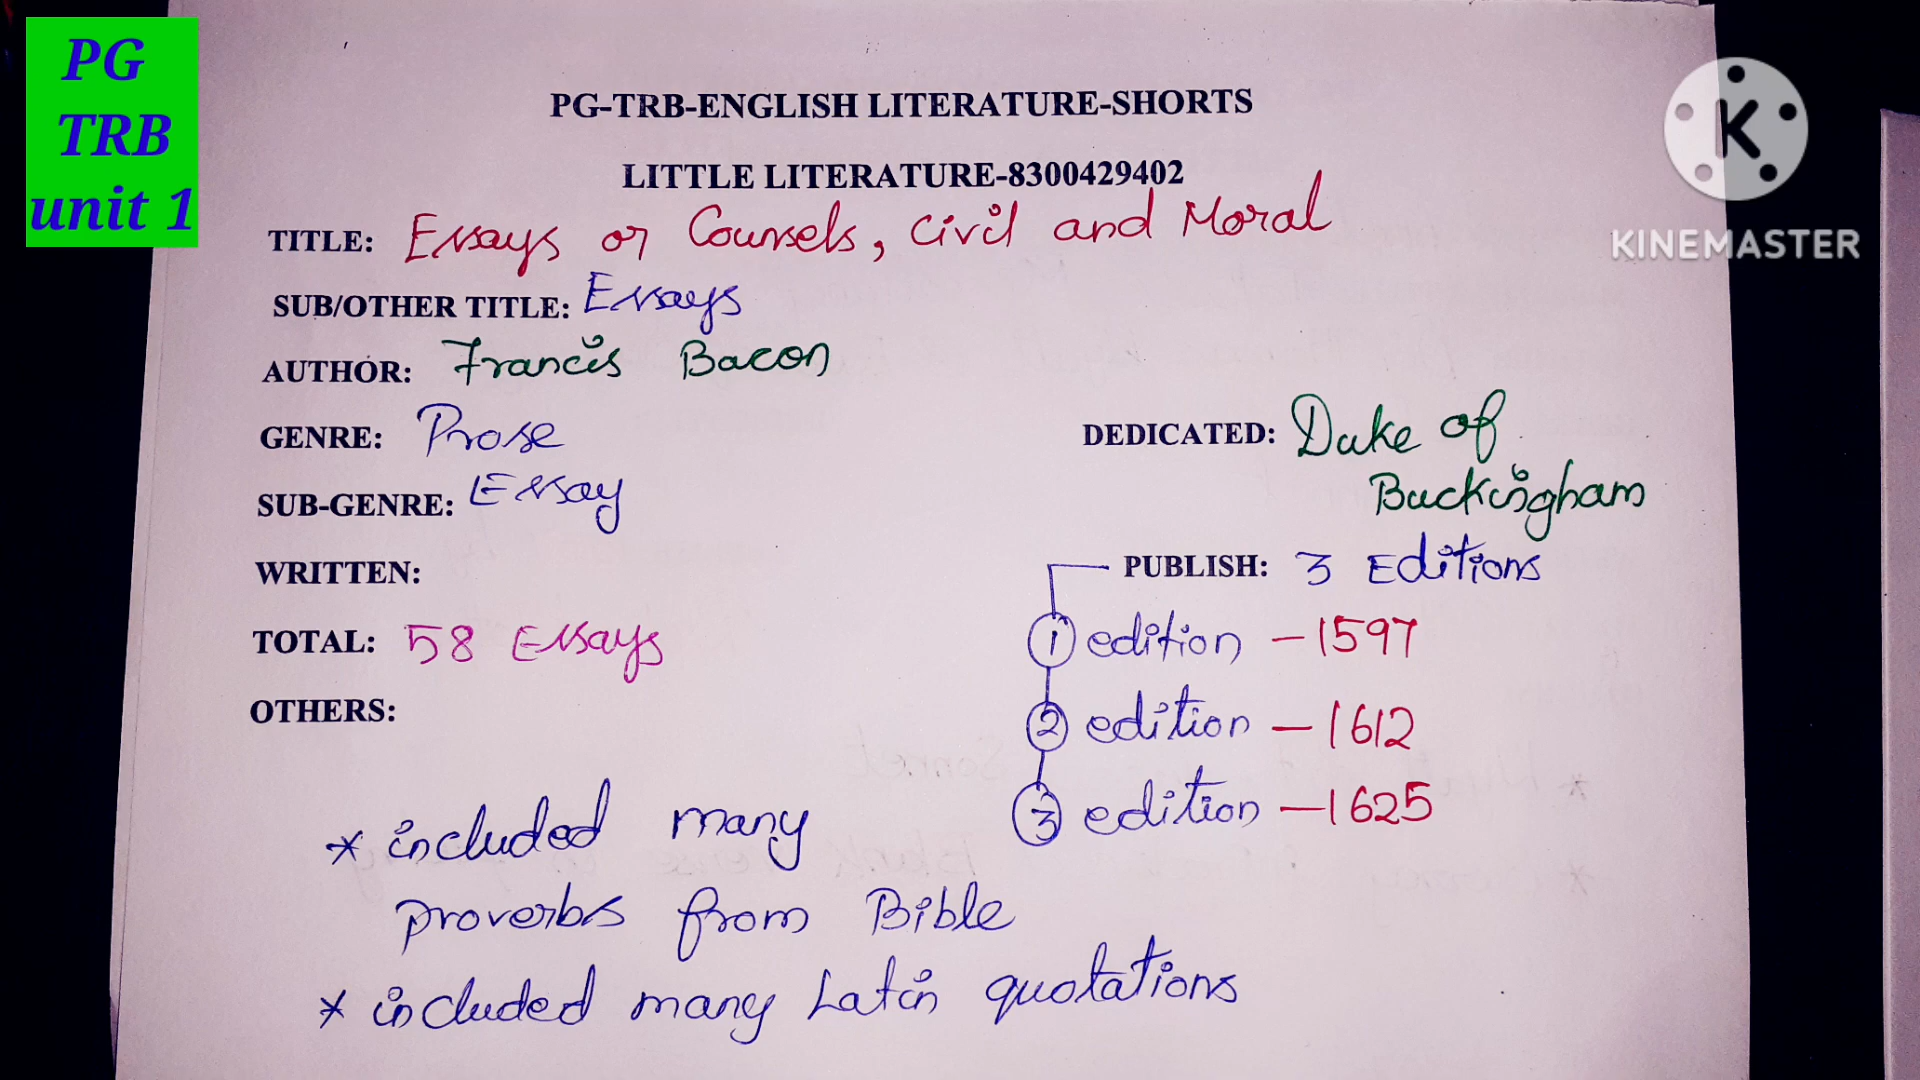 PG
TRB
unit 1
KINEMASTER
PG-TRB-ENGLISH LITERATURE-SHORTS
LITTLE LITERATURE-8300429402
TITLE: Essays or Counsels, Civil and Moral
SUB/OTHER TITLE: Essays
AUTHOR: Francis Bacon
GENRE: Prose
SUB-GENRE: Essay
WRITTEN:
TOTAL: 58 Essays
OTHERS:
DEDICATED: Duke of
Buckingham
PUBLISH: 3 Editions
1 edition - 1597
2 edition - 1612
3 edition - 1625
* included many
proverbs from Bible
* included many Latin quotations